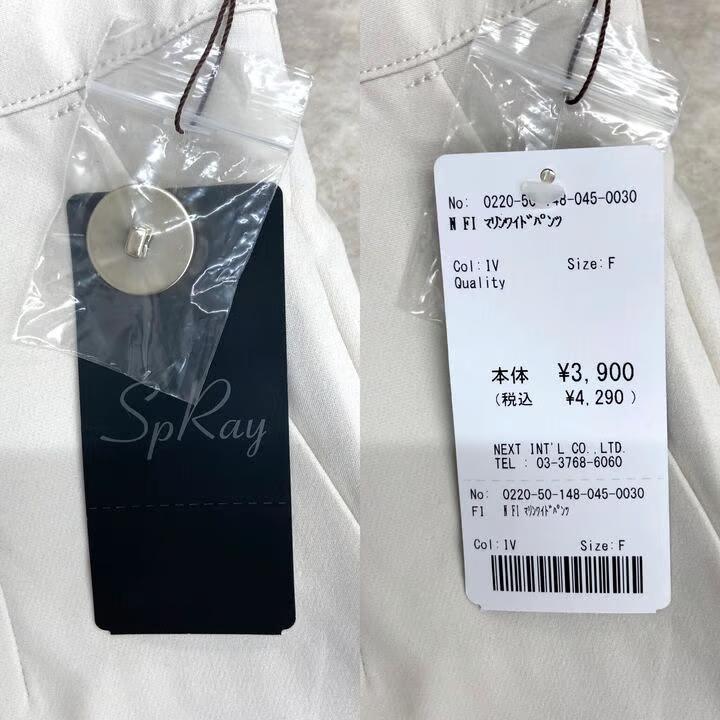 SpRay
No: 0220-50-148-045-0030
N FI ﾏﾘﾝﾜｲﾄﾞﾊﾟﾝﾂ
Col:IV Size:F
Quality
本体 ¥3,900
(税込 ¥4,290 )
NEXT INT'L CO.,LTD.
TEL : 03-3768-6060
No: 0220-50-148-045-0030
FI N FI ﾏﾘﾝﾜｲﾄﾞﾊﾟﾝﾂ
Col:IV Size:F